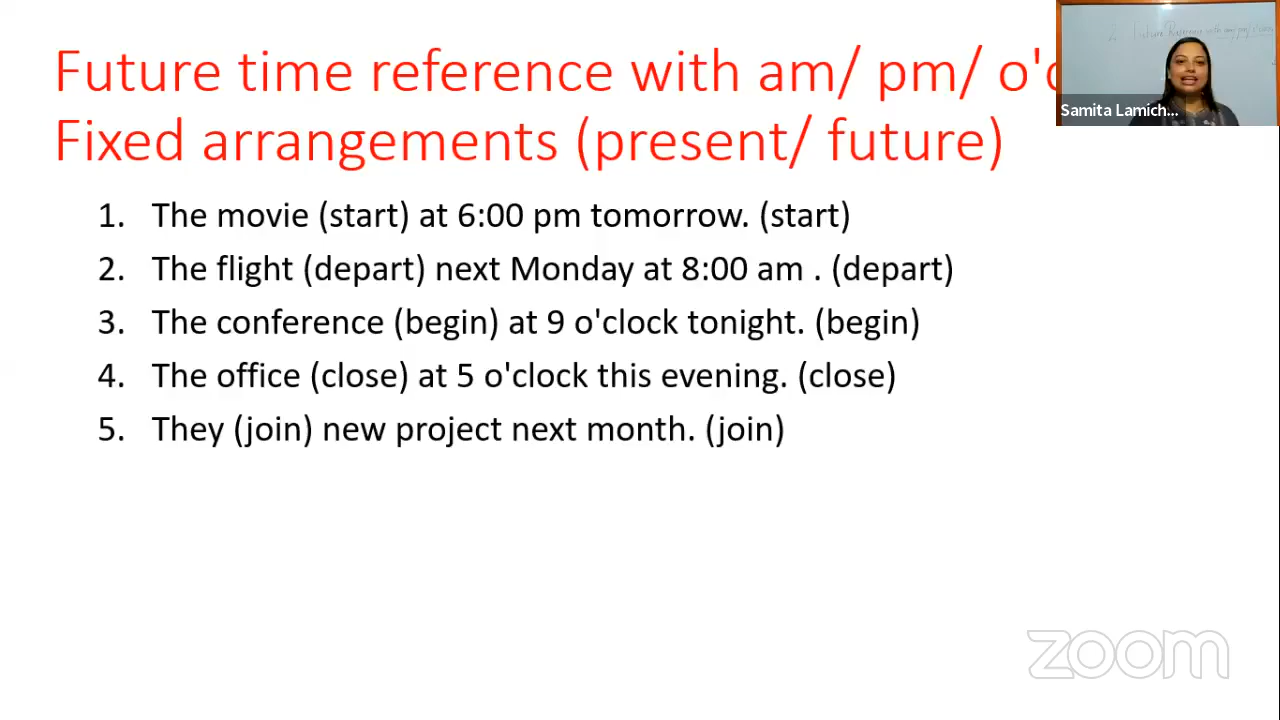 Future time reference with am/ pm/
Fixed arrangements (present/ future)
Samita Lamich...
1. The movie (start) at 6:00 pm tomorrow. (start)
2. The flight (depart) next Monday at 8:00 am . (depart)
3. The conference (begin) at 9 o'clock tonight. (begin)
4. The office (close) at 5 o'clock this evening. (close)
5. They (join) new project next month. (join)
zoom